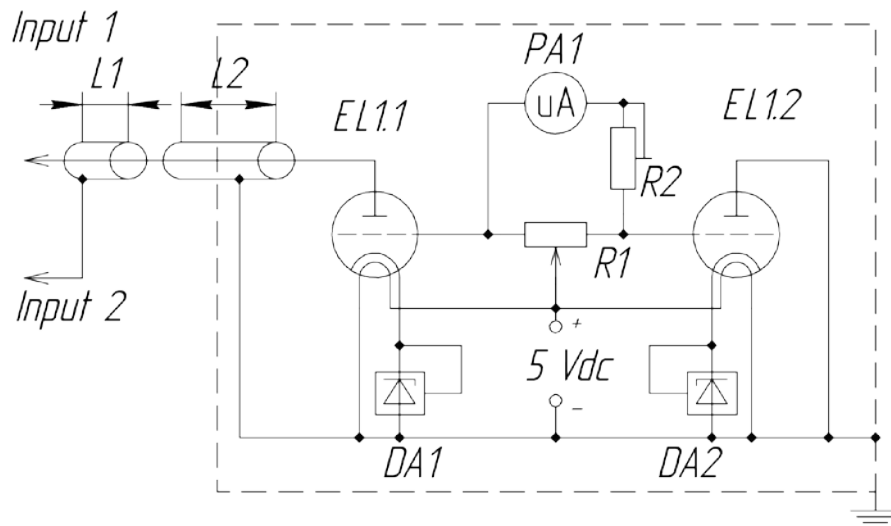 Input 1
L1
L2
PA1
uA
EL1.1
EL1.2
R2
R1
Input 2
+
5 Vdc
−
DA1
DA2